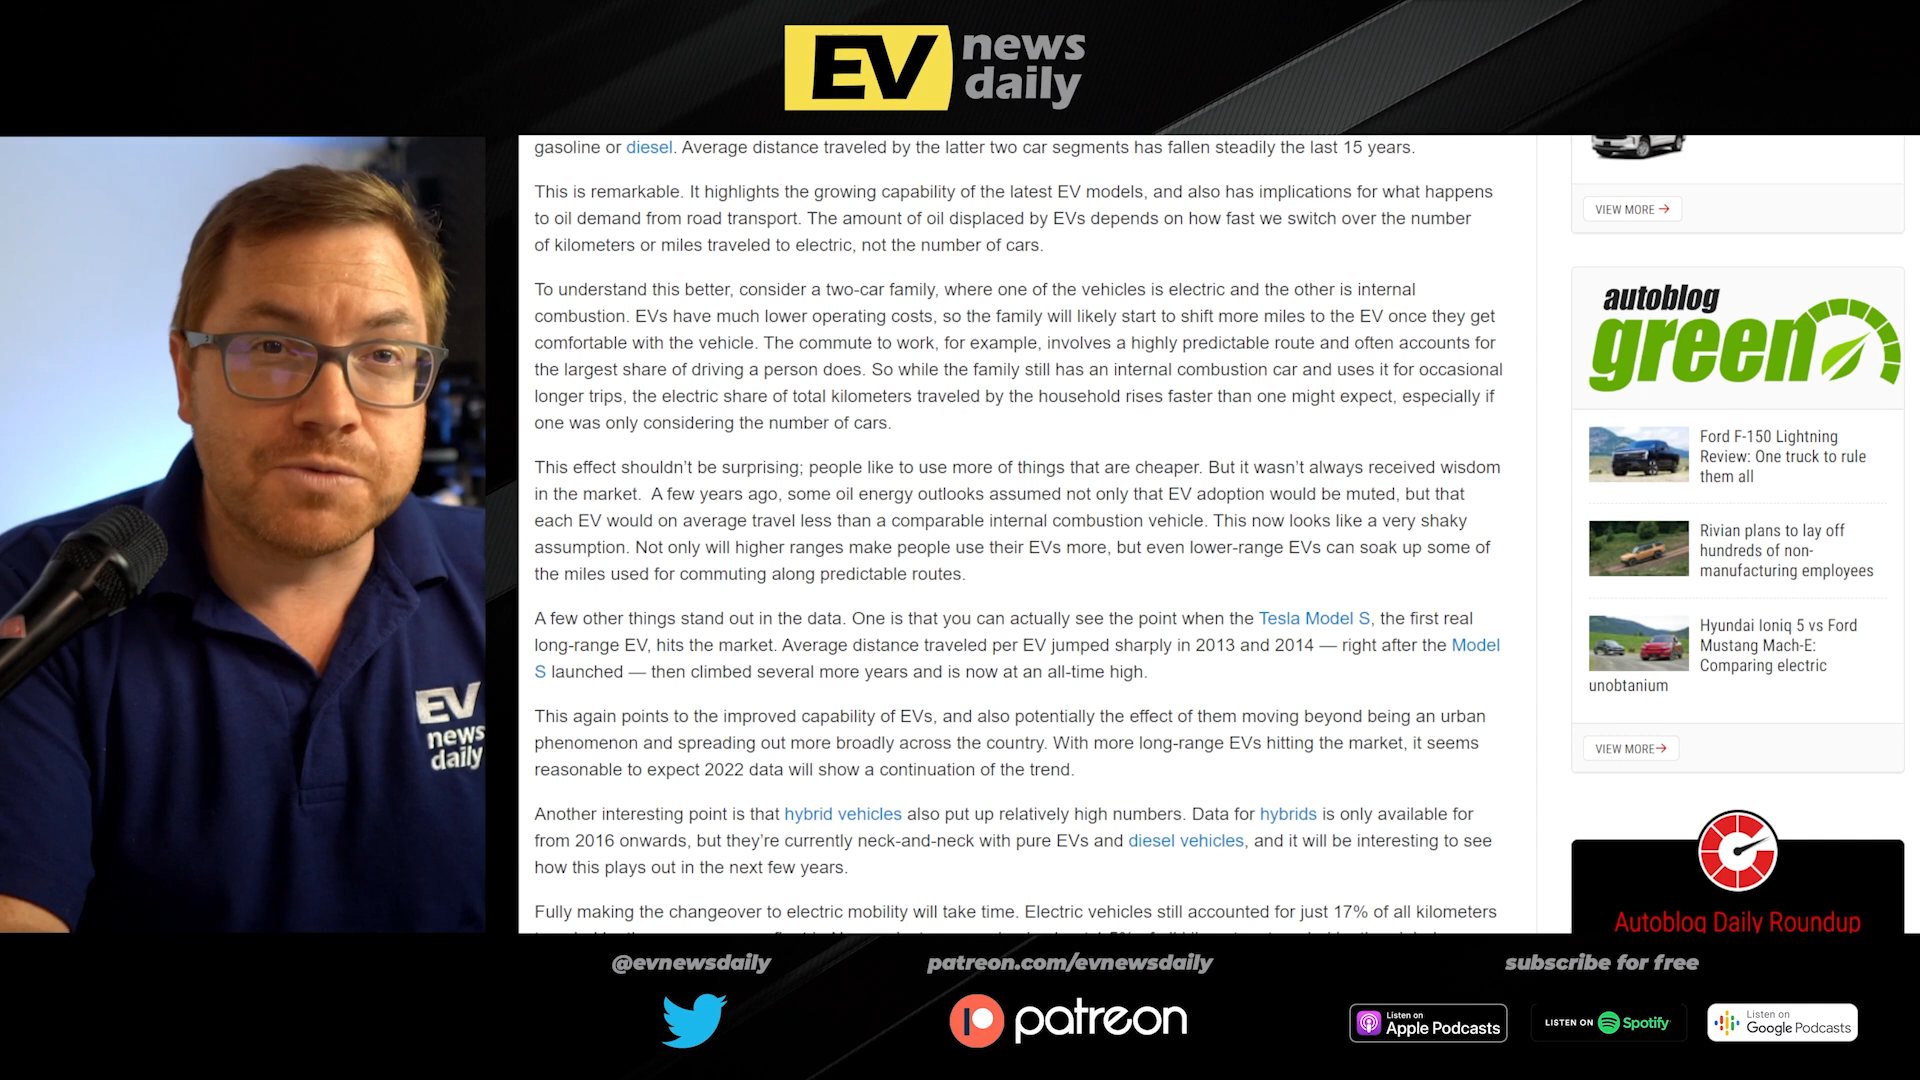 EV news
daily
gasoline or diesel. Average distance traveled by the latter two car segments has fallen steadily the last 15 years.
This is remarkable. It highlights the growing capability of the latest EV models, and also has implications for what happens
to oil demand from road transport. The amount of oil displaced by EVs depends on how fast we switch over the number
of kilometers or miles traveled to electric, not the number of cars.
To understand this better, consider a two-car family, where one of the vehicles is electric and the other is internal
combustion. EVs have much lower operating costs, so the family will likely start to shift more miles to the EV once they get
comfortable with the vehicle. The commute to work, for example, involves a highly predictable route and often accounts for
the largest share of driving a person does. So while the family still has an internal combustion car and uses it for occasional
longer trips, the electric share of total kilometers traveled by the household rises faster than one might expect, especially if
one was only considering the number of cars.
This effect shouldn't be surprising; people like to use more of things that are cheaper. But it wasn't always received wisdom
in the market.  A few years ago, some oil energy outlooks assumed not only that EV adoption would be muted, but that
each EV would on average travel less than a comparable internal combustion vehicle. This now looks like a very shaky
assumption. Not only will higher ranges make people use their EVs more, but even lower-range EVs can soak up some of
the miles used for commuting along predictable routes.
A few other things stand out in the data. One is that you can actually see the point when the Tesla Model S, the first real
long-range EV, hits the market. Average distance traveled per EV jumped sharply in 2013 and 2014 — right after the Model
S launched — then climbed several more years and is now at an all-time high.
This again points to the improved capability of EVs, and also potentially the effect of them moving beyond being an urban
phenomenon and spreading out more broadly across the country. With more long-range EVs hitting the market, it seems
reasonable to expect 2022 data will show a continuation of the trend.
Another interesting point is that hybrid vehicles also put up relatively high numbers. Data for hybrids is only available for
from 2016 onwards, but they're currently neck-and-neck with pure EVs and diesel vehicles, and it will be interesting to see
how this plays out in the next few years.
Fully making the changeover to electric mobility will take time. Electric vehicles still accounted for just 17% of all kilometers
VIEW MORE
autoblog
green
Ford F-150 Lightning
Review: One truck to rule
them all
Rivian plans to lay off
hundreds of non-
manufacturing employees
Hyundai Ioniq 5 vs Ford
Mustang Mach-E:
Comparing electric
unobtanium
VIEW MORE
Autoblog Daily Roundup
EV
news
daily
@evnewsdaily
patreon.com/evnewsdaily
subscribe for free
patreon
Listen on
Apple Podcasts
LISTEN ON Spotify
Listen on
Google Podcasts